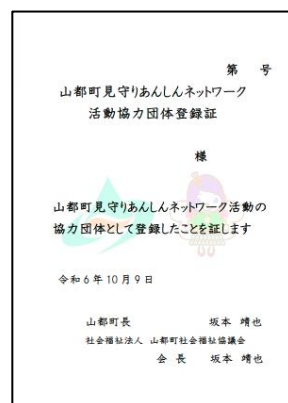 第　号
山都町見守りあんしんネットワーク
活動協力団体登録証
様
山都町見守りあんしんネットワーク活動の
協力団体として登録したことを証します
令和6年10月9日
山都町長　坂本 靖也
社会福祉法人 山都町社会福祉協議会
会 長　坂本 靖也